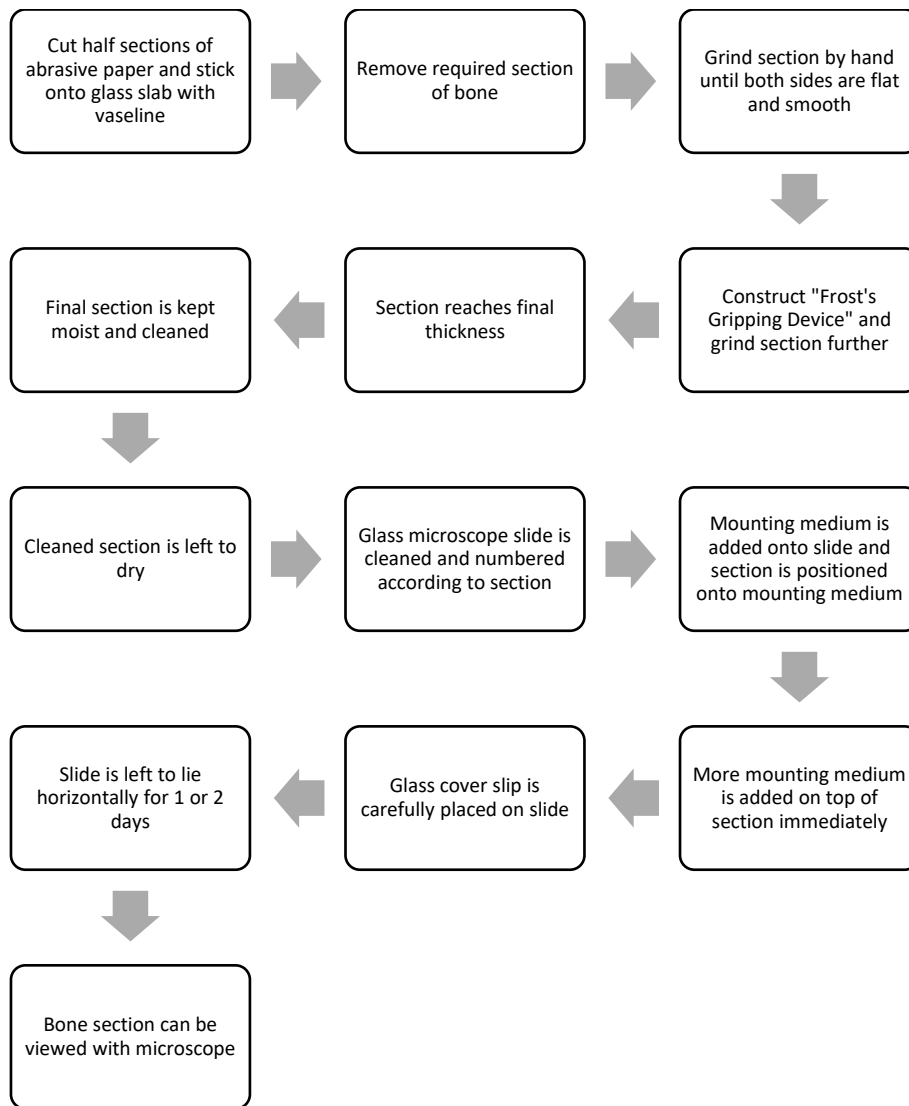 Cut half sections of
abrasive paper and stick
onto glass slab with
vaseline
Remove required section
of bone
Grind section by hand
until both sides are flat
and smooth
Construct "Frost's
Gripping Device" and
grind section further
Section reaches final
thickness
Final section is kept
moist and cleaned
Cleaned section is left to
dry
Glass microscope slide is
cleaned and numbered
according to section
Mounting medium is
added onto slide and
section is positioned
onto mounting medium
More mounting medium
is added on top of
section immediately
Glass cover slip is
carefully placed on slide
Slide is left to lie
horizontally for 1 or 2
days
Bone section can be
viewed with microscope